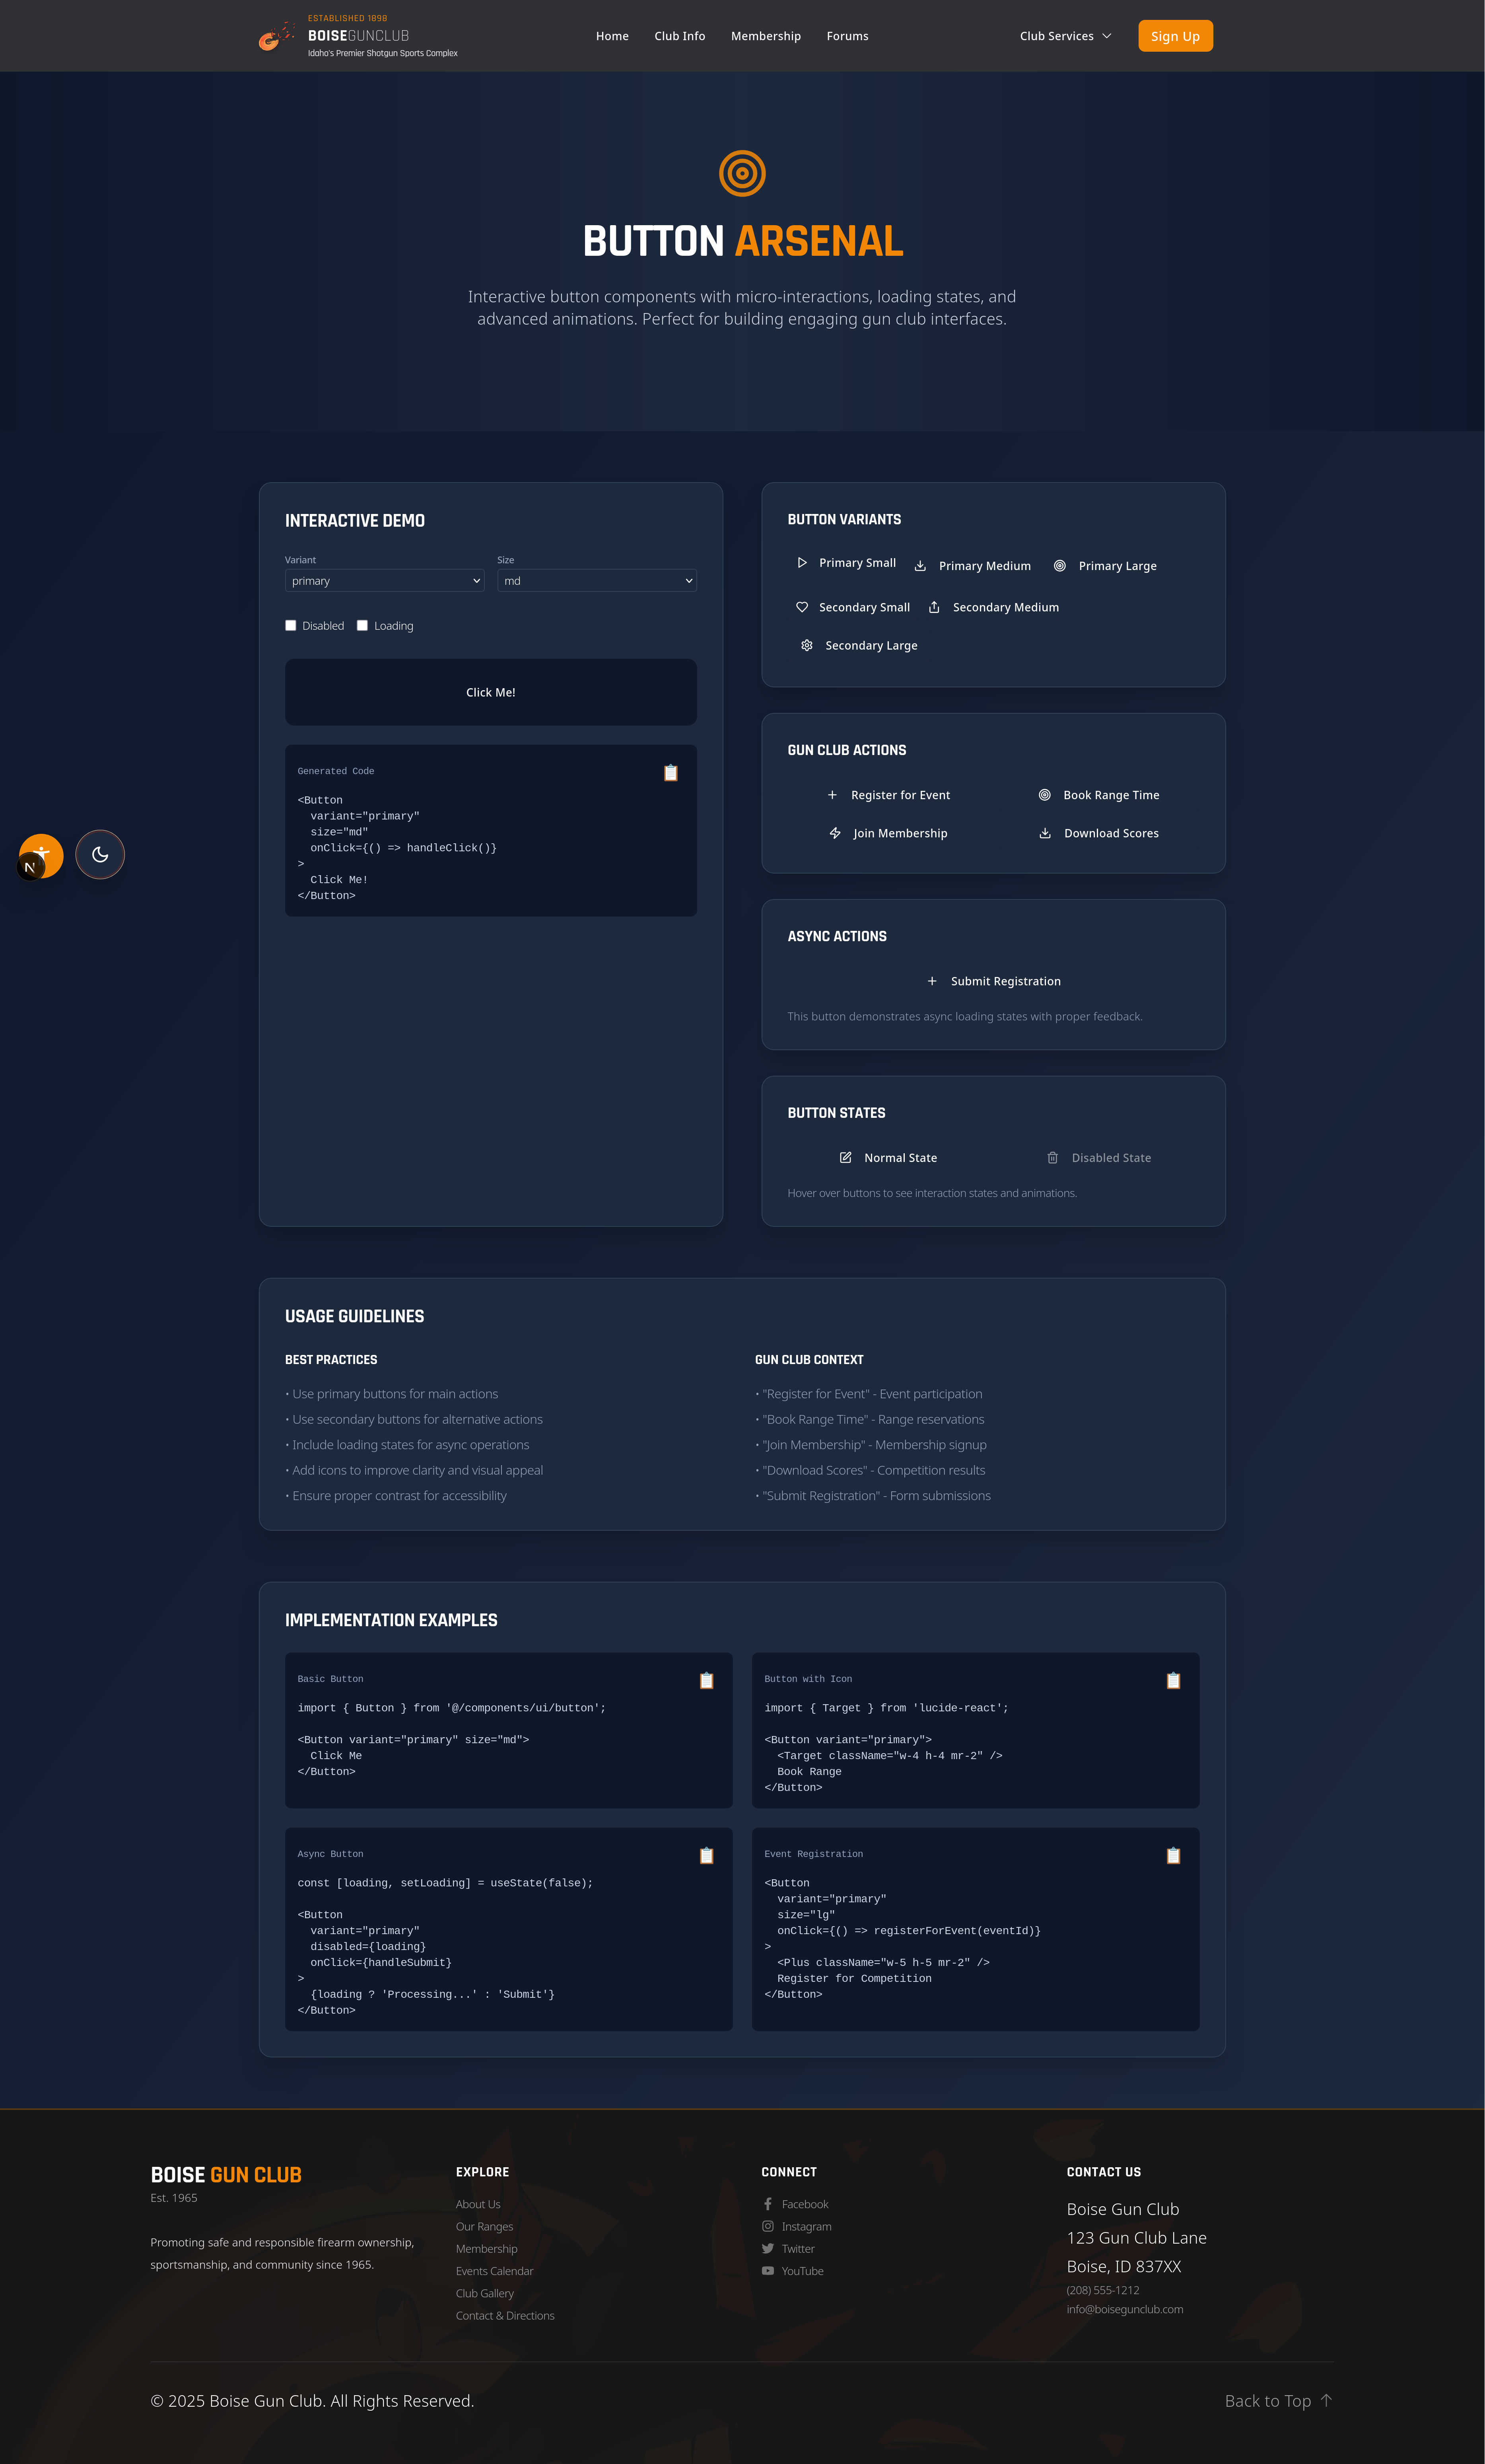 ESTABLISHED 1898
BOISEGUNCLUB
Idaho's Premier Shotgun Sports Complex
Home
Club Info
Membership
Forums
Club Services
Sign Up
BUTTON ARSENAL
Interactive button components with micro-interactions, loading states, and
advanced animations. Perfect for building engaging gun club interfaces.
INTERACTIVE DEMO
Variant
Size
primary
md
Disabled
Loading
Click Me!
Generated Code
<Button
  variant="primary"
  size="md"
  onClick={() => handleClick()}
>
  Click Me!
</Button>
N
BUTTON VARIANTS
Primary Small
Primary Medium
Primary Large
Secondary Small
Secondary Medium
Secondary Large
GUN CLUB ACTIONS
Register for Event
Book Range Time
Join Membership
Download Scores
ASYNC ACTIONS
Submit Registration
This button demonstrates async loading states with proper feedback.
BUTTON STATES
Normal State
Disabled State
Hover over buttons to see interaction states and animations.
USAGE GUIDELINES
BEST PRACTICES
• Use primary buttons for main actions
• Use secondary buttons for alternative actions
• Include loading states for async operations
• Add icons to improve clarity and visual appeal
• Ensure proper contrast for accessibility
GUN CLUB CONTEXT
• "Register for Event" - Event participation
• "Book Range Time" - Range reservations
• "Join Membership" - Membership signup
• "Download Scores" - Competition results
• "Submit Registration" - Form submissions
IMPLEMENTATION EXAMPLES
Basic Button
import { Button } from '@/components/ui/button';
<Button variant="primary" size="md">
  Click Me
</Button>
Button with Icon
import { Target } from 'lucide-react';
<Button variant="primary">
  <Target className="w-4 h-4 mr-2" />
  Book Range
</Button>
Async Button
const [loading, setLoading] = useState(false);
<Button
  variant="primary"
  disabled={loading}
  onClick={handleSubmit}
>
  {loading ? 'Processing...' : 'Submit'}
</Button>
Event Registration
<Button
  variant="primary"
  size="lg"
  onClick={() => registerForEvent(eventId)}
>
  <Plus className="w-5 h-5 mr-2" />
  Register for Competition
</Button>
BOISE GUN CLUB
Est. 1965
Promoting safe and responsible firearm ownership,
sportsmanship, and community since 1965.
EXPLORE
About Us
Our Ranges
Membership
Events Calendar
Club Gallery
Contact & Directions
CONNECT
Facebook
Instagram
Twitter
YouTube
CONTACT US
Boise Gun Club
123 Gun Club Lane
Boise, ID 837XX
(208) 555-1212
info@boisegunclub.com
© 2025 Boise Gun Club. All Rights Reserved.
Back to Top